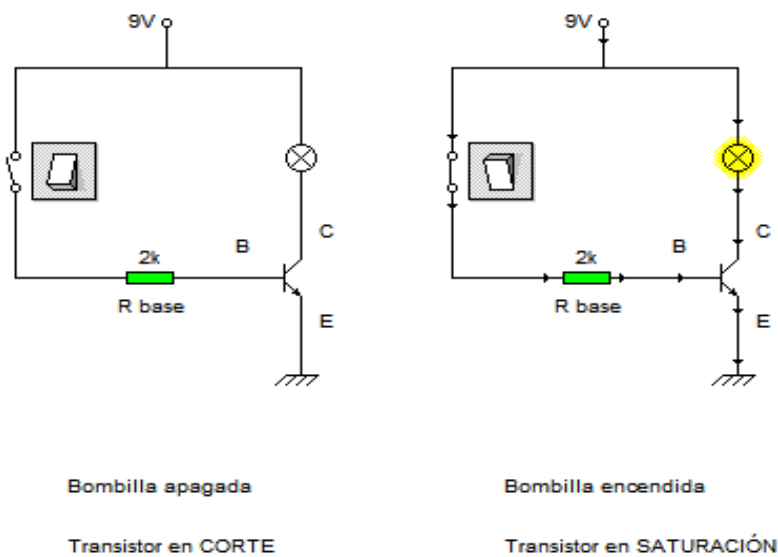 9V
C
B
2k
R base
E
Bombilla apagada
Transistor en CORTE
9V
C
B
2k
R base
E
Bombilla encendida
Transistor en SATURACIÓN